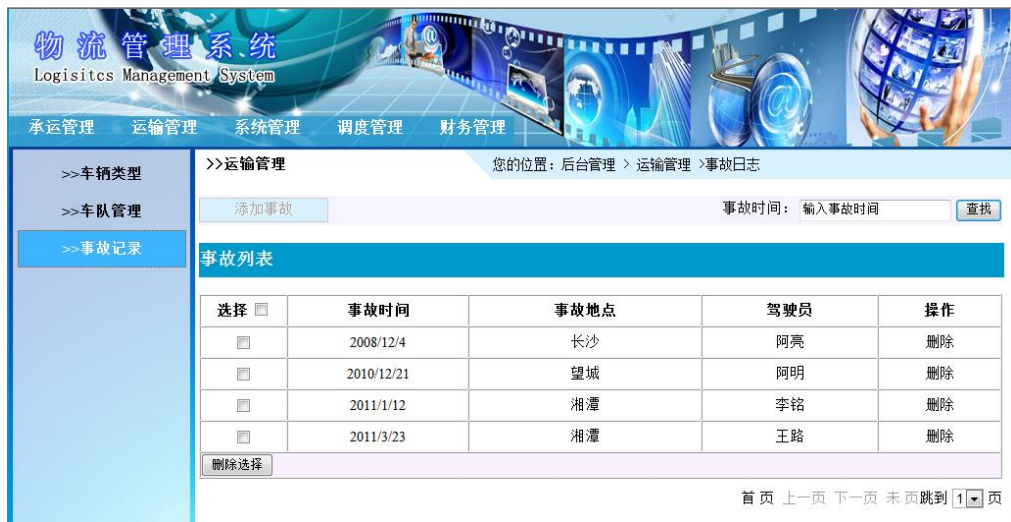 物流管理系统
Logisitcs Management System
承运管理 运输管理 系统管理 调度管理 财务管理
>>车辆类型
>>车队管理
>>事故记录
>>运输管理 您的位置：后台管理 > 运输管理 >事故日志
添加事故 事故时间： 输入事故时间 查找
事故列表
选择 事故时间 事故地点 驾驶员 操作
2008/12/4 长沙 阿亮 删除
2010/12/21 望城 阿明 删除
2011/1/12 湘潭 李铭 删除
2011/3/23 湘潭 王路 删除
删除选择
首 页 上一页 下一页 末 页跳到 1 页